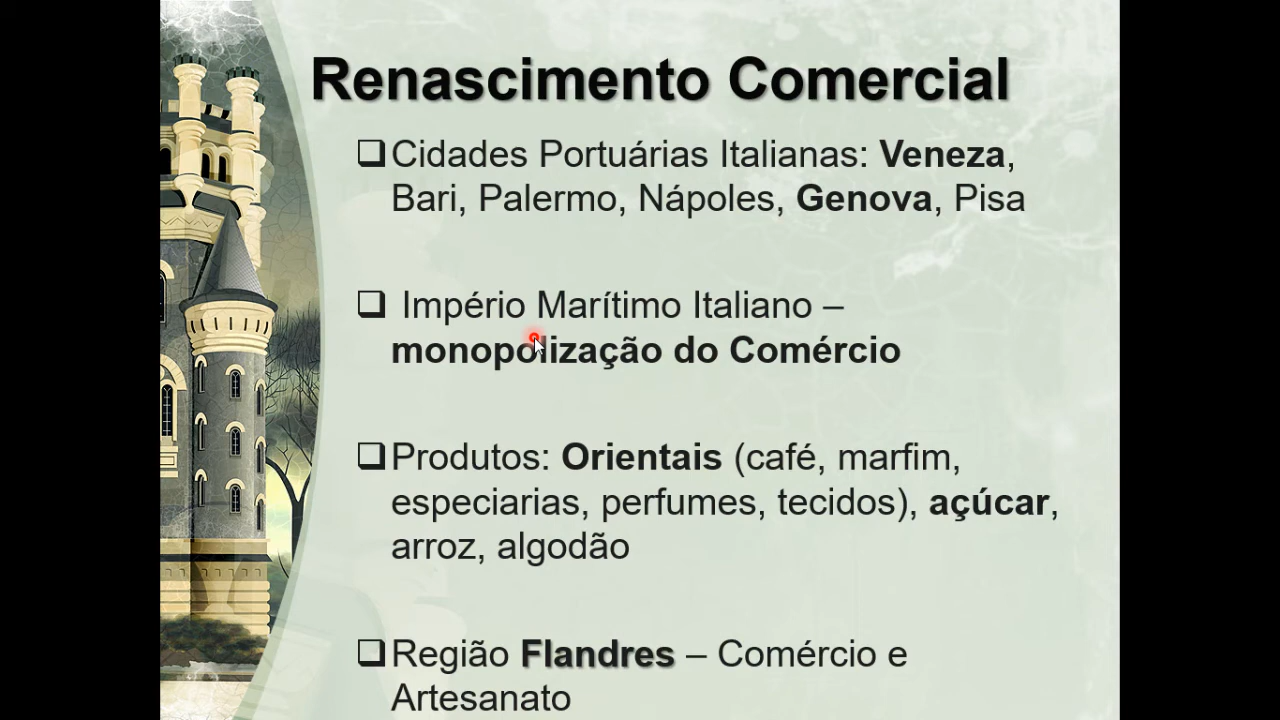 Renascimento Comercial
❑Cidades Portuárias Italianas: Veneza,
Bari, Palermo, Nápoles, Genova, Pisa
❑ Império Marítimo Italiano –
monopolização do Comércio
❑Produtos: Orientais (café, marfim,
especiarias, perfumes, tecidos), açúcar,
arroz, algodão
❑Região Flandres – Comércio e
Artesanato